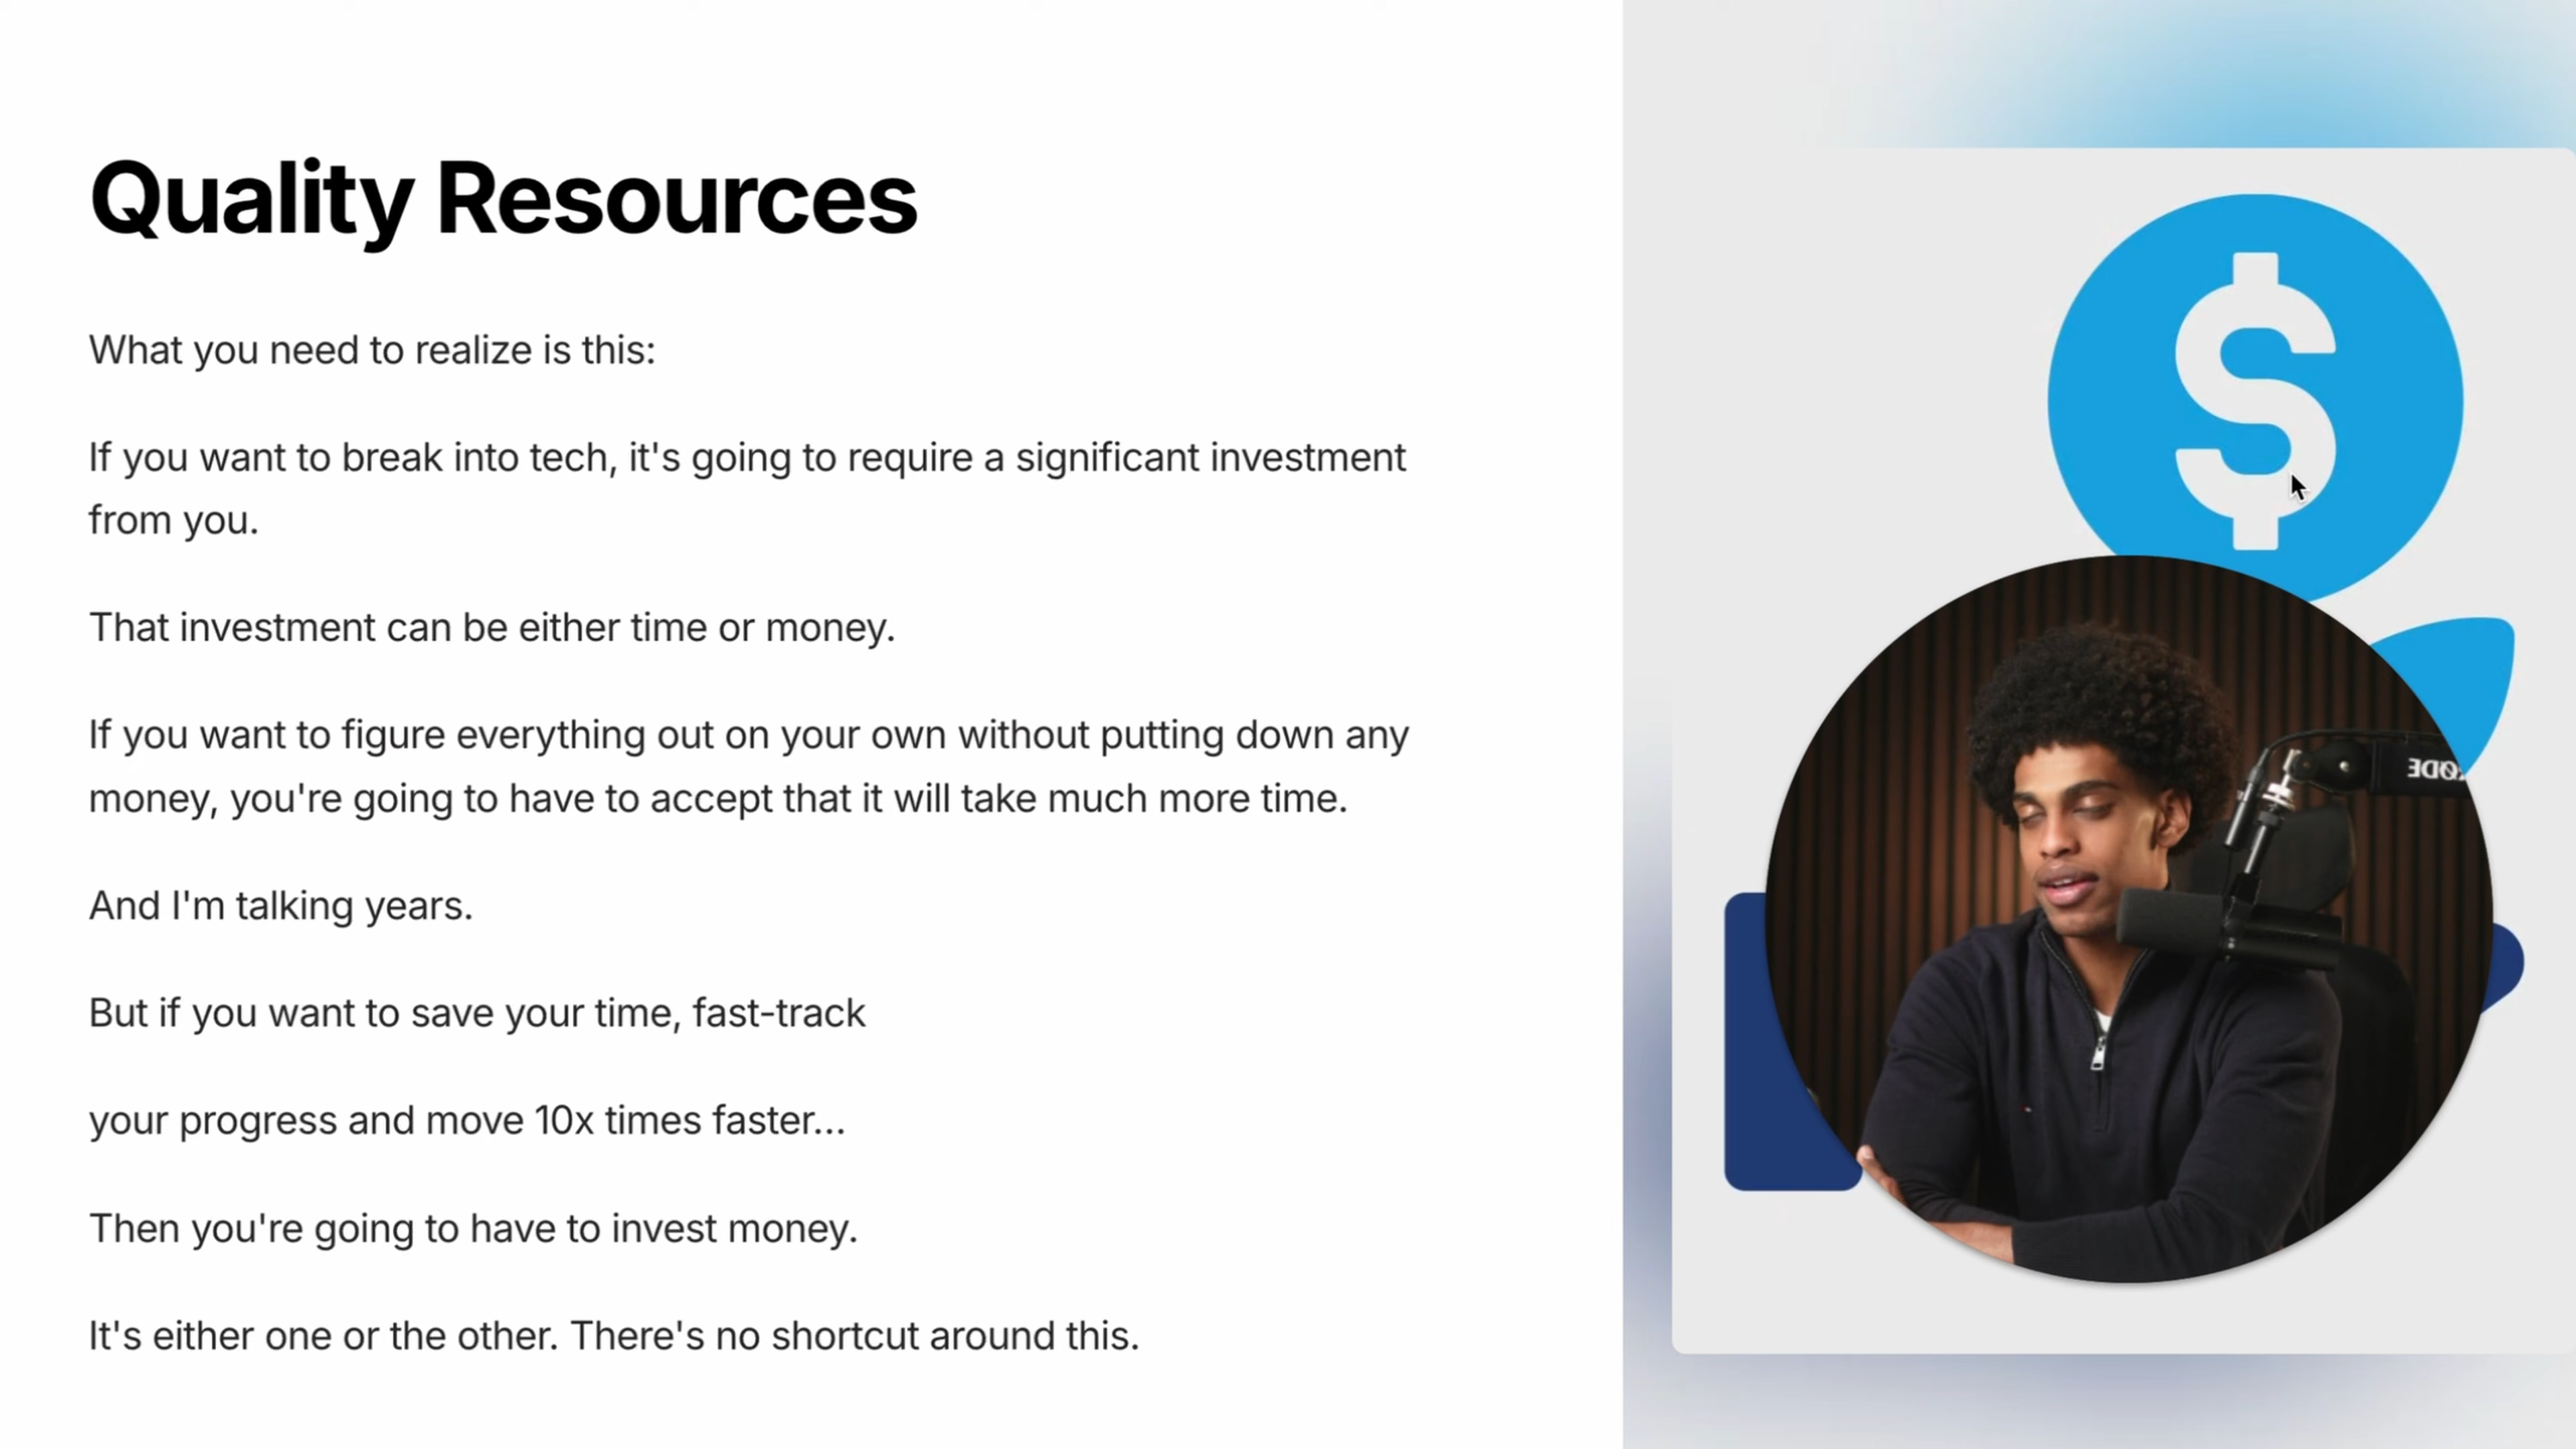 Quality Resources
What you need to realize is this:
If you want to break into tech, it's going to require a significant investment
from you.
That investment can be either time or money.
If you want to figure everything out on your own without putting down any
money, you're going to have to accept that it will take much more time.
And I'm talking years.
But if you want to save your time, fast-track
your progress and move 10x times faster...
Then you're going to have to invest money.
It's either one or the other. There's no shortcut around this.
$
RØDE